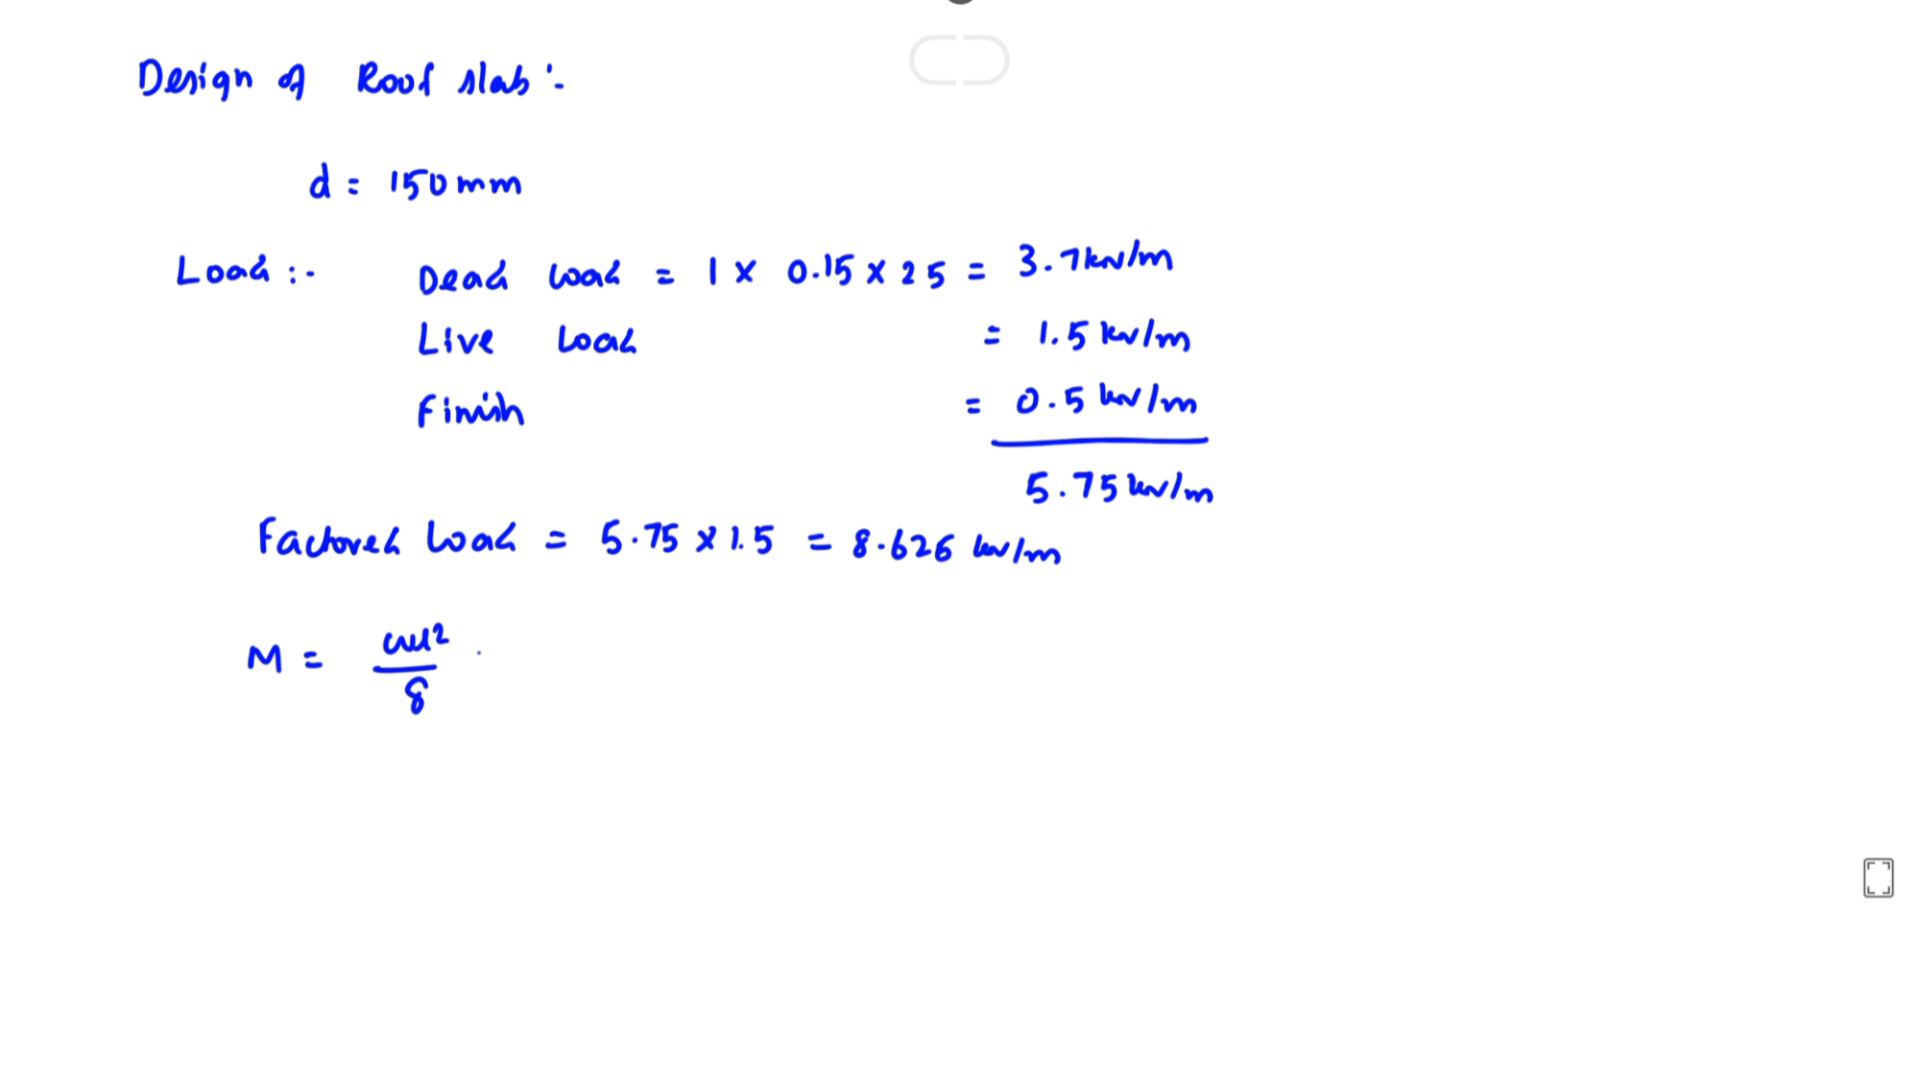 Design of Roof slab :-
d = 150mm
Load :- Dead load = 1 x 0.15 x 25 = 3.7kN/m
Live Load = 1.5 kN/m
Finish = 0.5 kN/m
5.75 kN/m
Factored Load = 5.75 x 1.5 = 8.626 kN/m
M = wl²/8